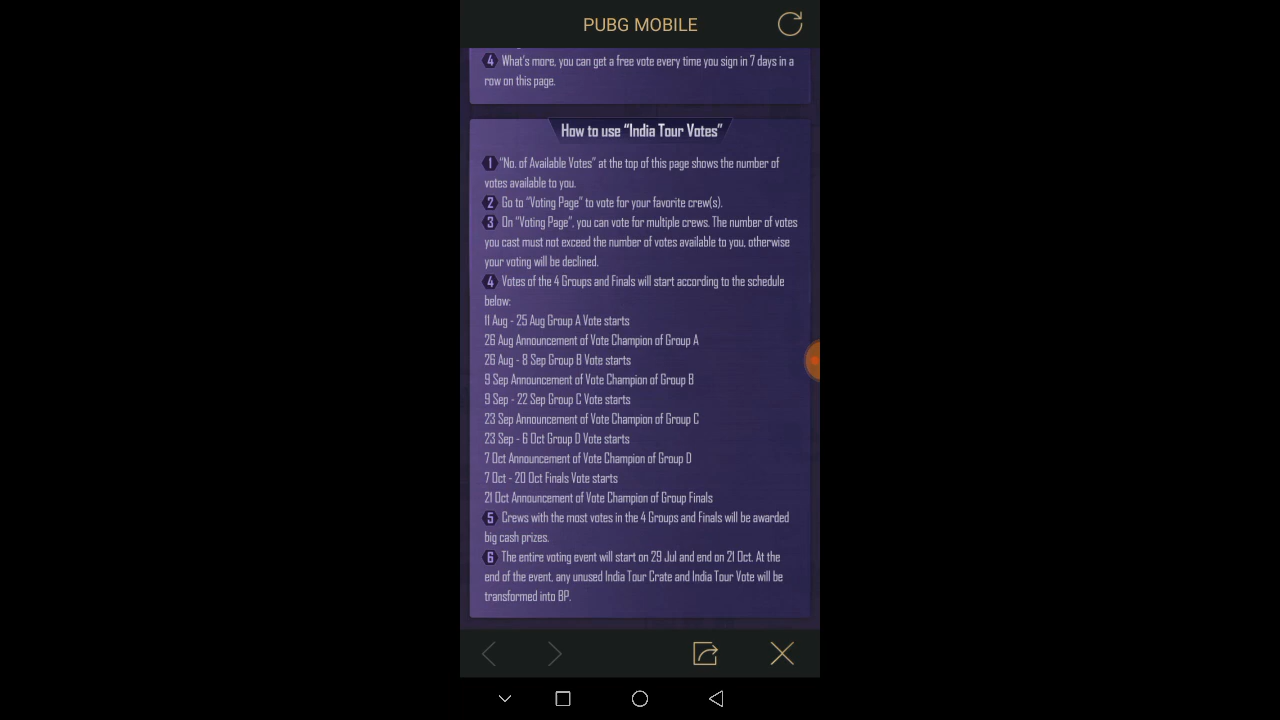 PUBG MOBILE
4 What's more, you can get a free vote every time you sign in 7 days in a
row on this page.
How to use “India Tour Votes”
1 “No. of Available Votes” at the top of this page shows the number of
votes available to you.
2 Go to “Voting Page” to vote for your favorite crew(s).
3 On “Voting Page”, you can vote for multiple crews. The number of votes
you cast must not exceed the number of votes available to you, otherwise
your voting will be declined.
4 Votes of the 4 Groups and Finals will start according to the schedule
below:
11 Aug - 25 Aug Group A Vote starts
26 Aug Announcement of Vote Champion of Group A
26 Aug - 8 Sep Group B Vote starts
9 Sep Announcement of Vote Champion of Group B
9 Sep - 22 Sep Group C Vote starts
23 Sep Announcement of Vote Champion of Group C
23 Sep - 6 Oct Group D Vote starts
7 Oct Announcement of Vote Champion of Group D
7 Oct - 20 Oct Finals Vote starts
21 Oct Announcement of Vote Champion of Group Finals
5 Crews with the most votes in the 4 Groups and Finals will be awarded
big cash prizes.
6 The entire voting event will start on 29 Jul and end on 21 Oct. At the
end of the event, any unused India Tour Crate and India Tour Vote will be
transformed into BP.